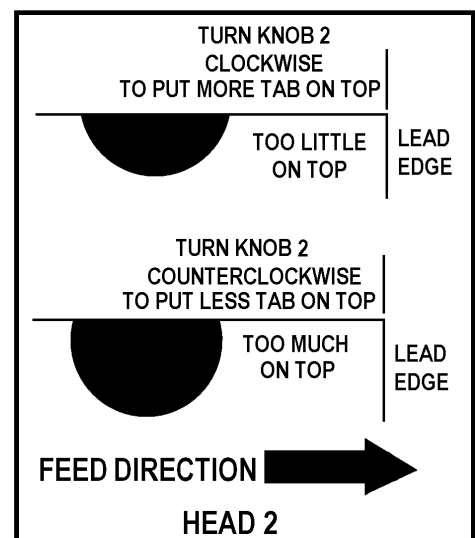 TURN KNOB 2
CLOCKWISE
TO PUT MORE TAB ON TOP
TOO LITTLE
ON TOP
LEAD
EDGE
TURN KNOB 2
COUNTERCLOCKWISE
TO PUT LESS TAB ON TOP
TOO MUCH
ON TOP
LEAD
EDGE
FEED DIRECTION
HEAD 2